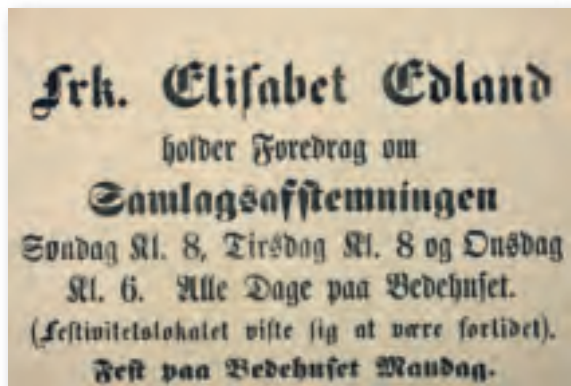 Frk. Elisabet Edland
holder Foredrag om
Samlagsafstemningen
Søndag Kl. 8, Tirsdag Kl. 8 og Onsdag
Kl. 6. Alle Dage paa Bedehuset.
(Festivitetslokalet viste sig at være forlidet).
Fest paa Bedehuset Mandag.